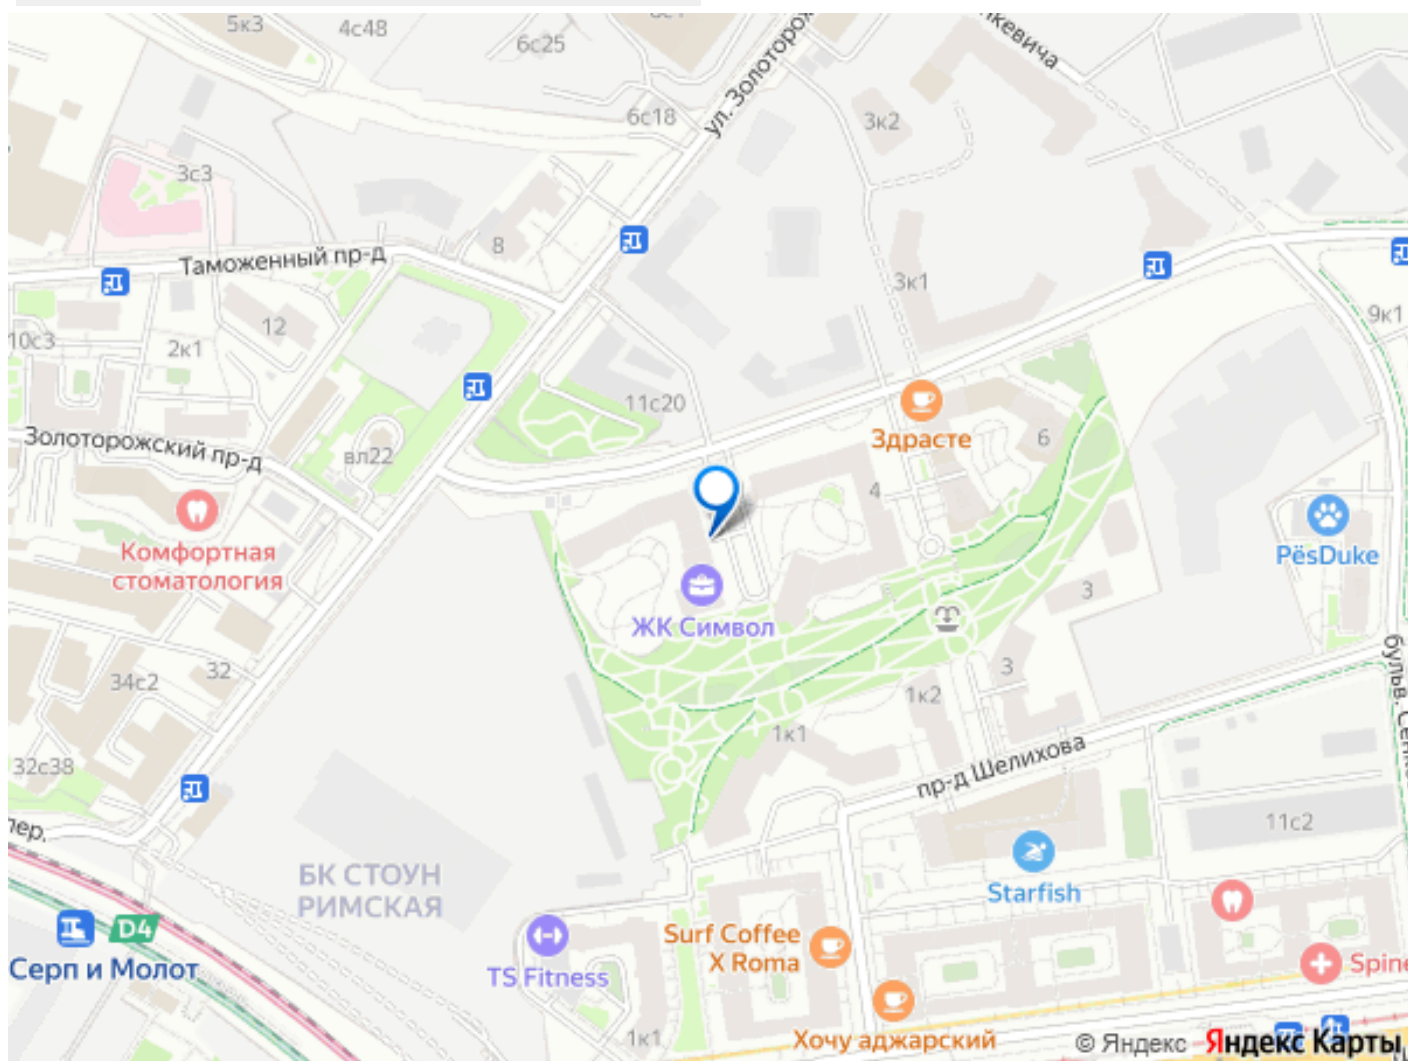 5к3
4с48
6с25
6с18
ул. Золоторож
3к2
3с3
8
Таможенный пр-д
3к1
9к1
12
10с3
2к1
11с20
Здрасте
6
Золоторожский пр-д
вл22
4
Комфортная
стоматология
PёsDuke
ЖК Символ
3
32
34с2
3
1к2
1к1
32с38
пр-д Шелихова
бульв.
пер.
11с2
БК СТОУН
РИМСКАЯ
Starfish
D4
Серп и Молот
TS Fitness
Surf Coffee
X Roma
Spine
1к1
Хочу аджарский
© Яндекс Яндекс Карты